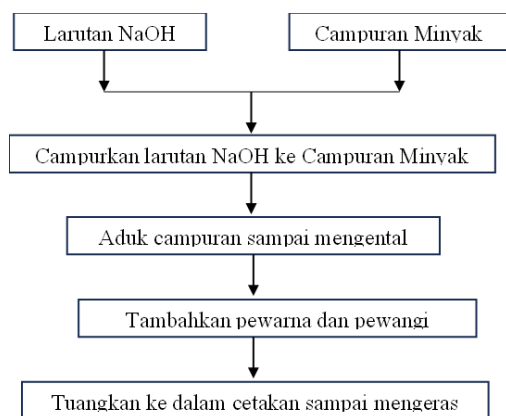 Larutan NaOH
Campuran Minyak
Campurkan larutan NaOH ke Campuran Minyak
Aduk campuran sampai mengental
Tambahkan pewarna dan pewangi
Tuangkan ke dalam cetakan sampai mengeras